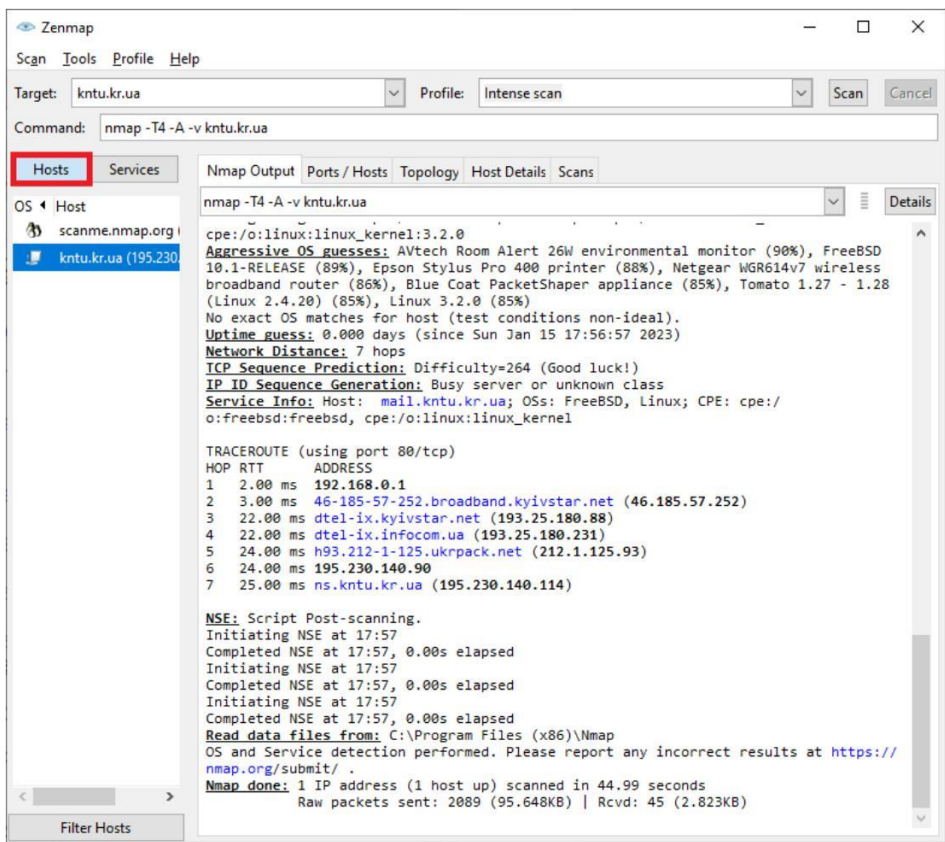 Zenmap
Scan Tools Profile Help
Target: kntu.kr.ua Profile: Intense scan Scan Cancel
Command: nmap -T4 -A -v kntu.kr.ua
Hosts Services Nmap Output Ports / Hosts Topology Host Details Scans
OS Host
nmap -T4 -A -v kntu.kr.ua Details
scanme.nmap.org (
kntu.kr.ua (195.230.
cpe:/o:linux:linux_kernel:3.2.0
Aggressive OS guesses: AVtech Room Alert 26W environmental monitor (90%), FreeBSD
10.1-RELEASE (89%), Epson Stylus Pro 400 printer (88%), Netgear WGR614v7 wireless
broadband router (86%), Blue Coat PacketShaper appliance (85%), Tomato 1.27 - 1.28
(Linux 2.4.20) (85%), Linux 3.2.0 (85%)
No exact OS matches for host (test conditions non-ideal).
Uptime guess: 0.000 days (since Sun Jan 15 17:56:57 2023)
Network Distance: 7 hops
TCP Sequence Prediction: Difficulty=264 (Good luck!)
IP ID Sequence Generation: Busy server or unknown class
Service Info: Host: mail.kntu.kr.ua; OSs: FreeBSD, Linux; CPE: cpe:/
o:freebsd:freebsd, cpe:/o:linux:linux_kernel
TRACEROUTE (using port 80/tcp)
HOP RTT ADDRESS
1 2.00 ms 192.168.0.1
2 3.00 ms 46-185-57-252.broadband.kyivstar.net (46.185.57.252)
3 22.00 ms dtel-ix.kyivstar.net (193.25.180.88)
4 22.00 ms dtel-ix.infocom.ua (193.25.180.231)
5 24.00 ms h93.212-1-125.ukrpack.net (212.1.125.93)
6 24.00 ms 195.230.140.90
7 25.00 ms ns.kntu.kr.ua (195.230.140.114)
NSE: Script Post-scanning.
Initiating NSE at 17:57
Completed NSE at 17:57, 0.00s elapsed
Initiating NSE at 17:57
Completed NSE at 17:57, 0.00s elapsed
Initiating NSE at 17:57
Completed NSE at 17:57, 0.00s elapsed
Read data files from: C:\Program Files (x86)\Nmap
OS and Service detection performed. Please report any incorrect results at https://
nmap.org/submit/ .
Nmap done: 1 IP address (1 host up) scanned in 44.99 seconds
Raw packets sent: 2089 (95.648KB) | Rcvd: 45 (2.823KB)
Filter Hosts